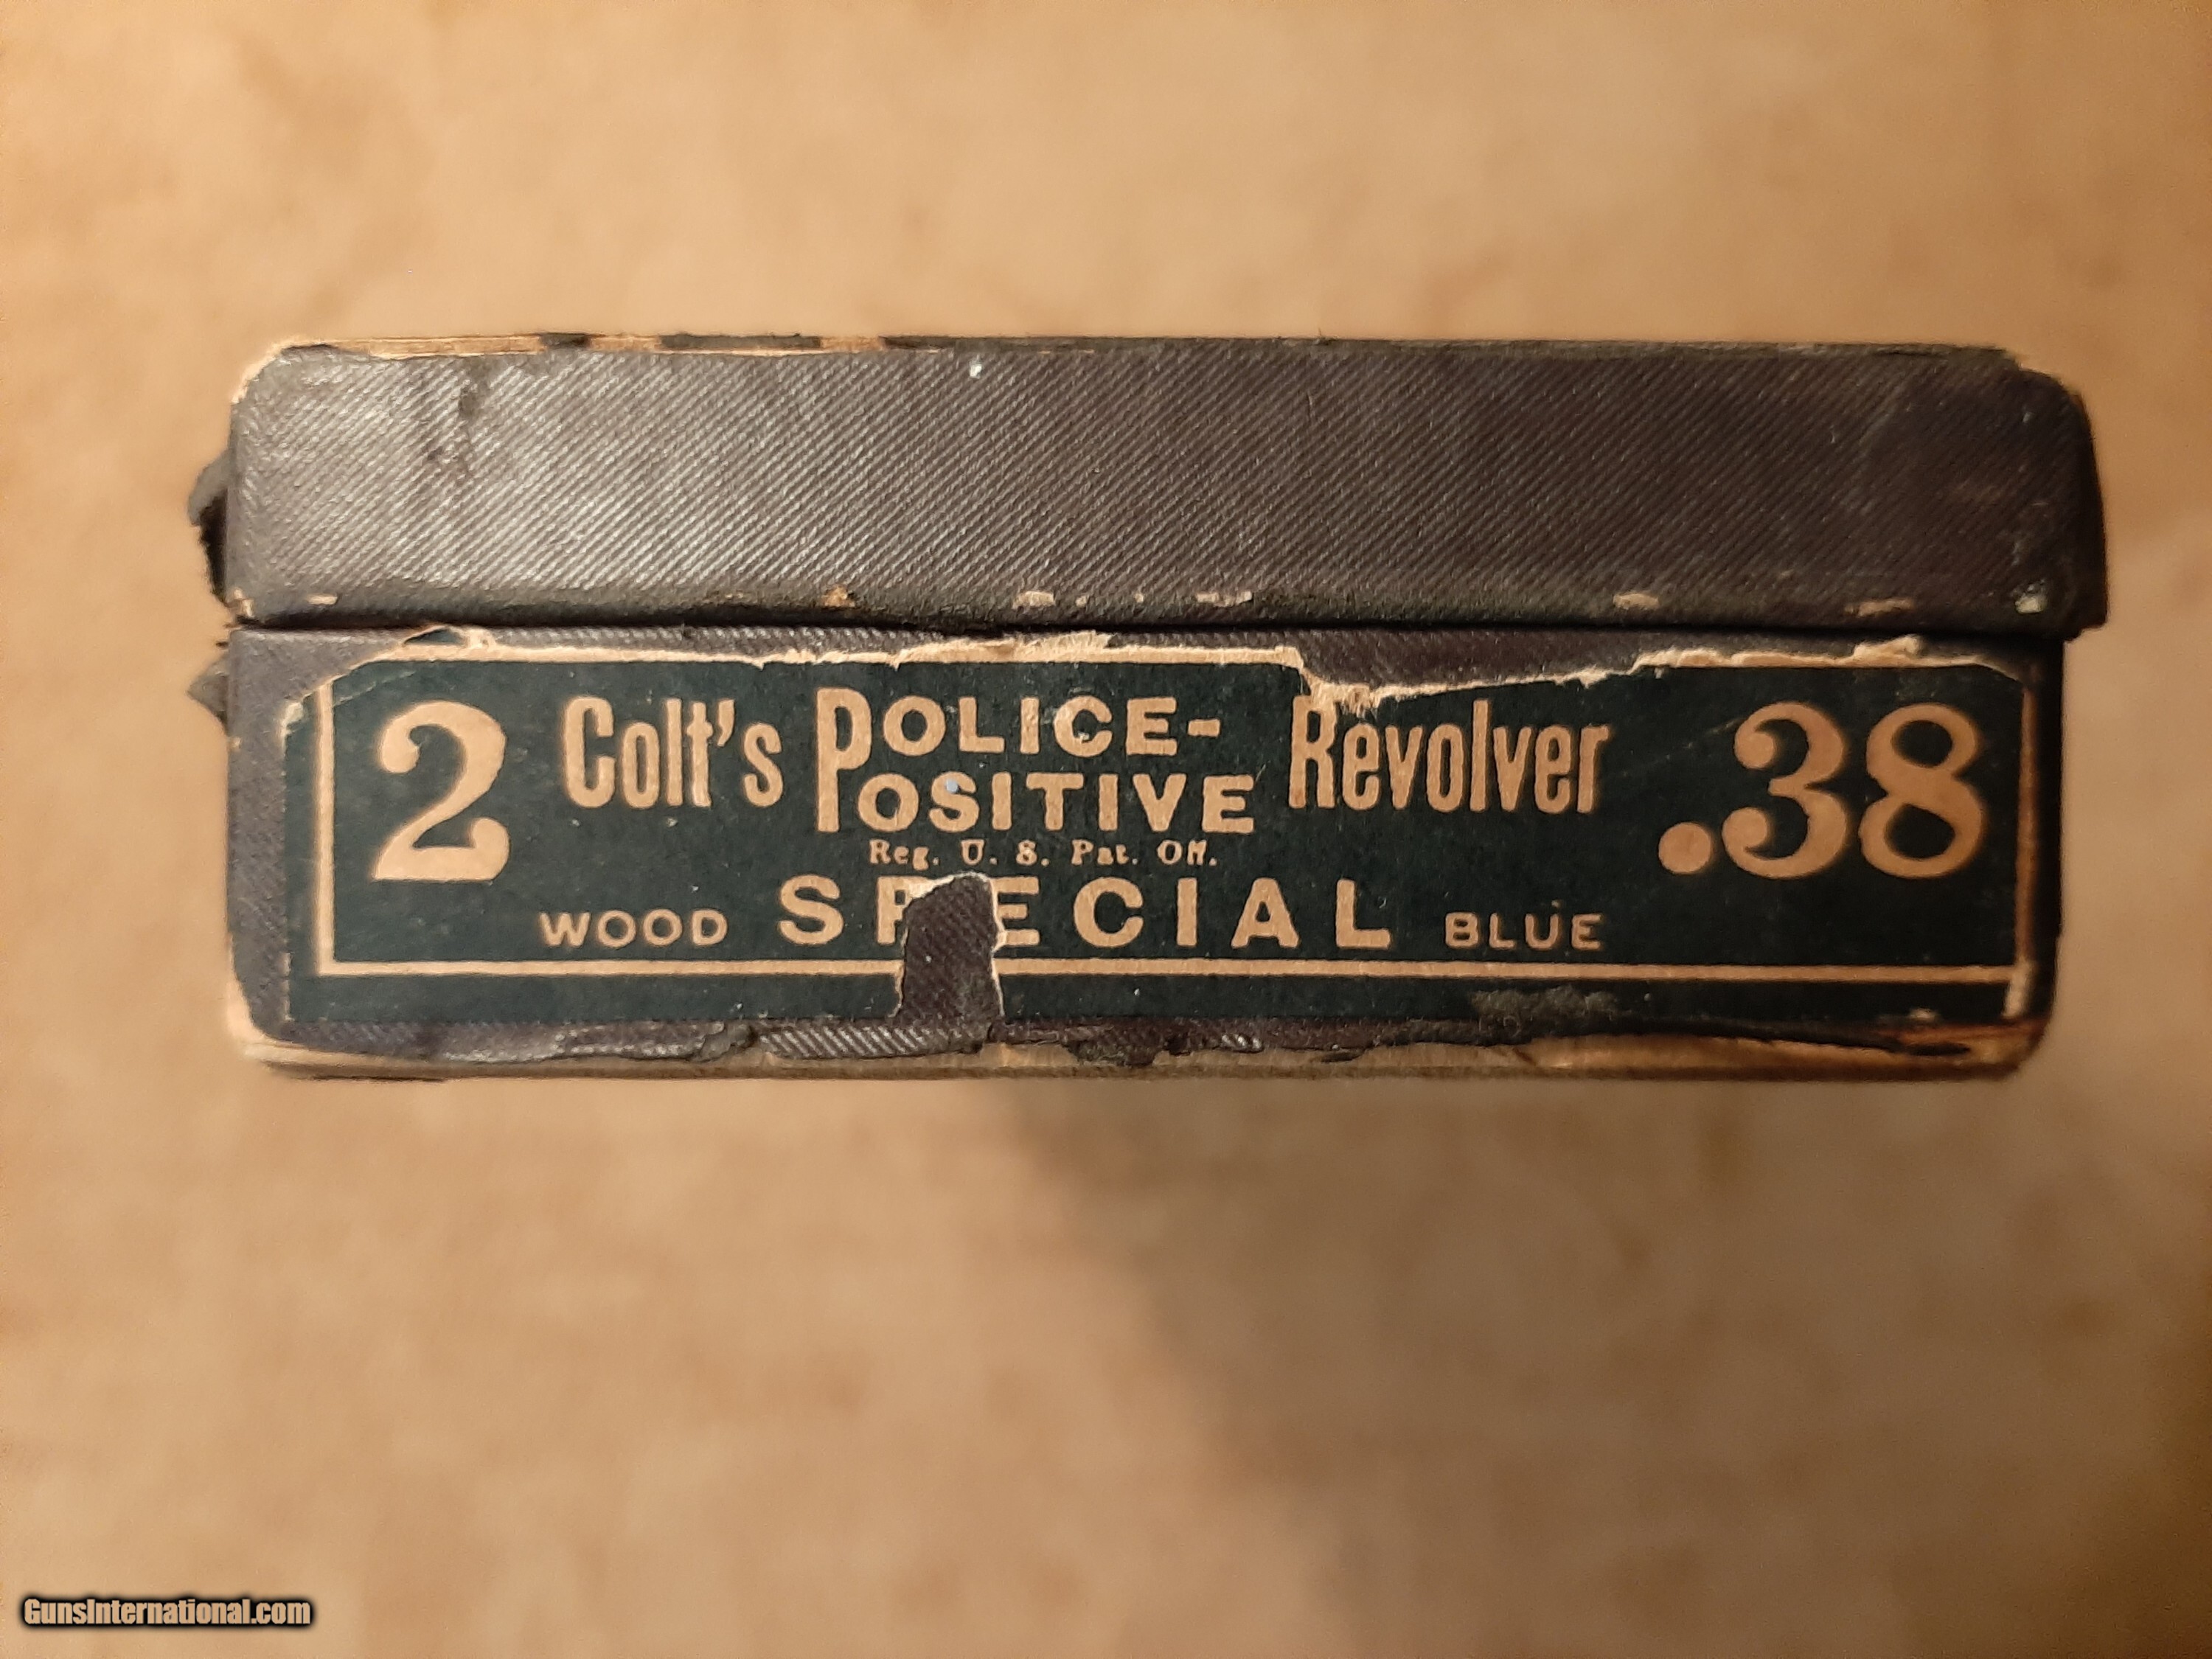 2 Colt's POLICE-POSITIVE Revolver .38
Reg. U. S. Pat. Off.
WOOD SPECIAL BLUE
GunsInternational.com